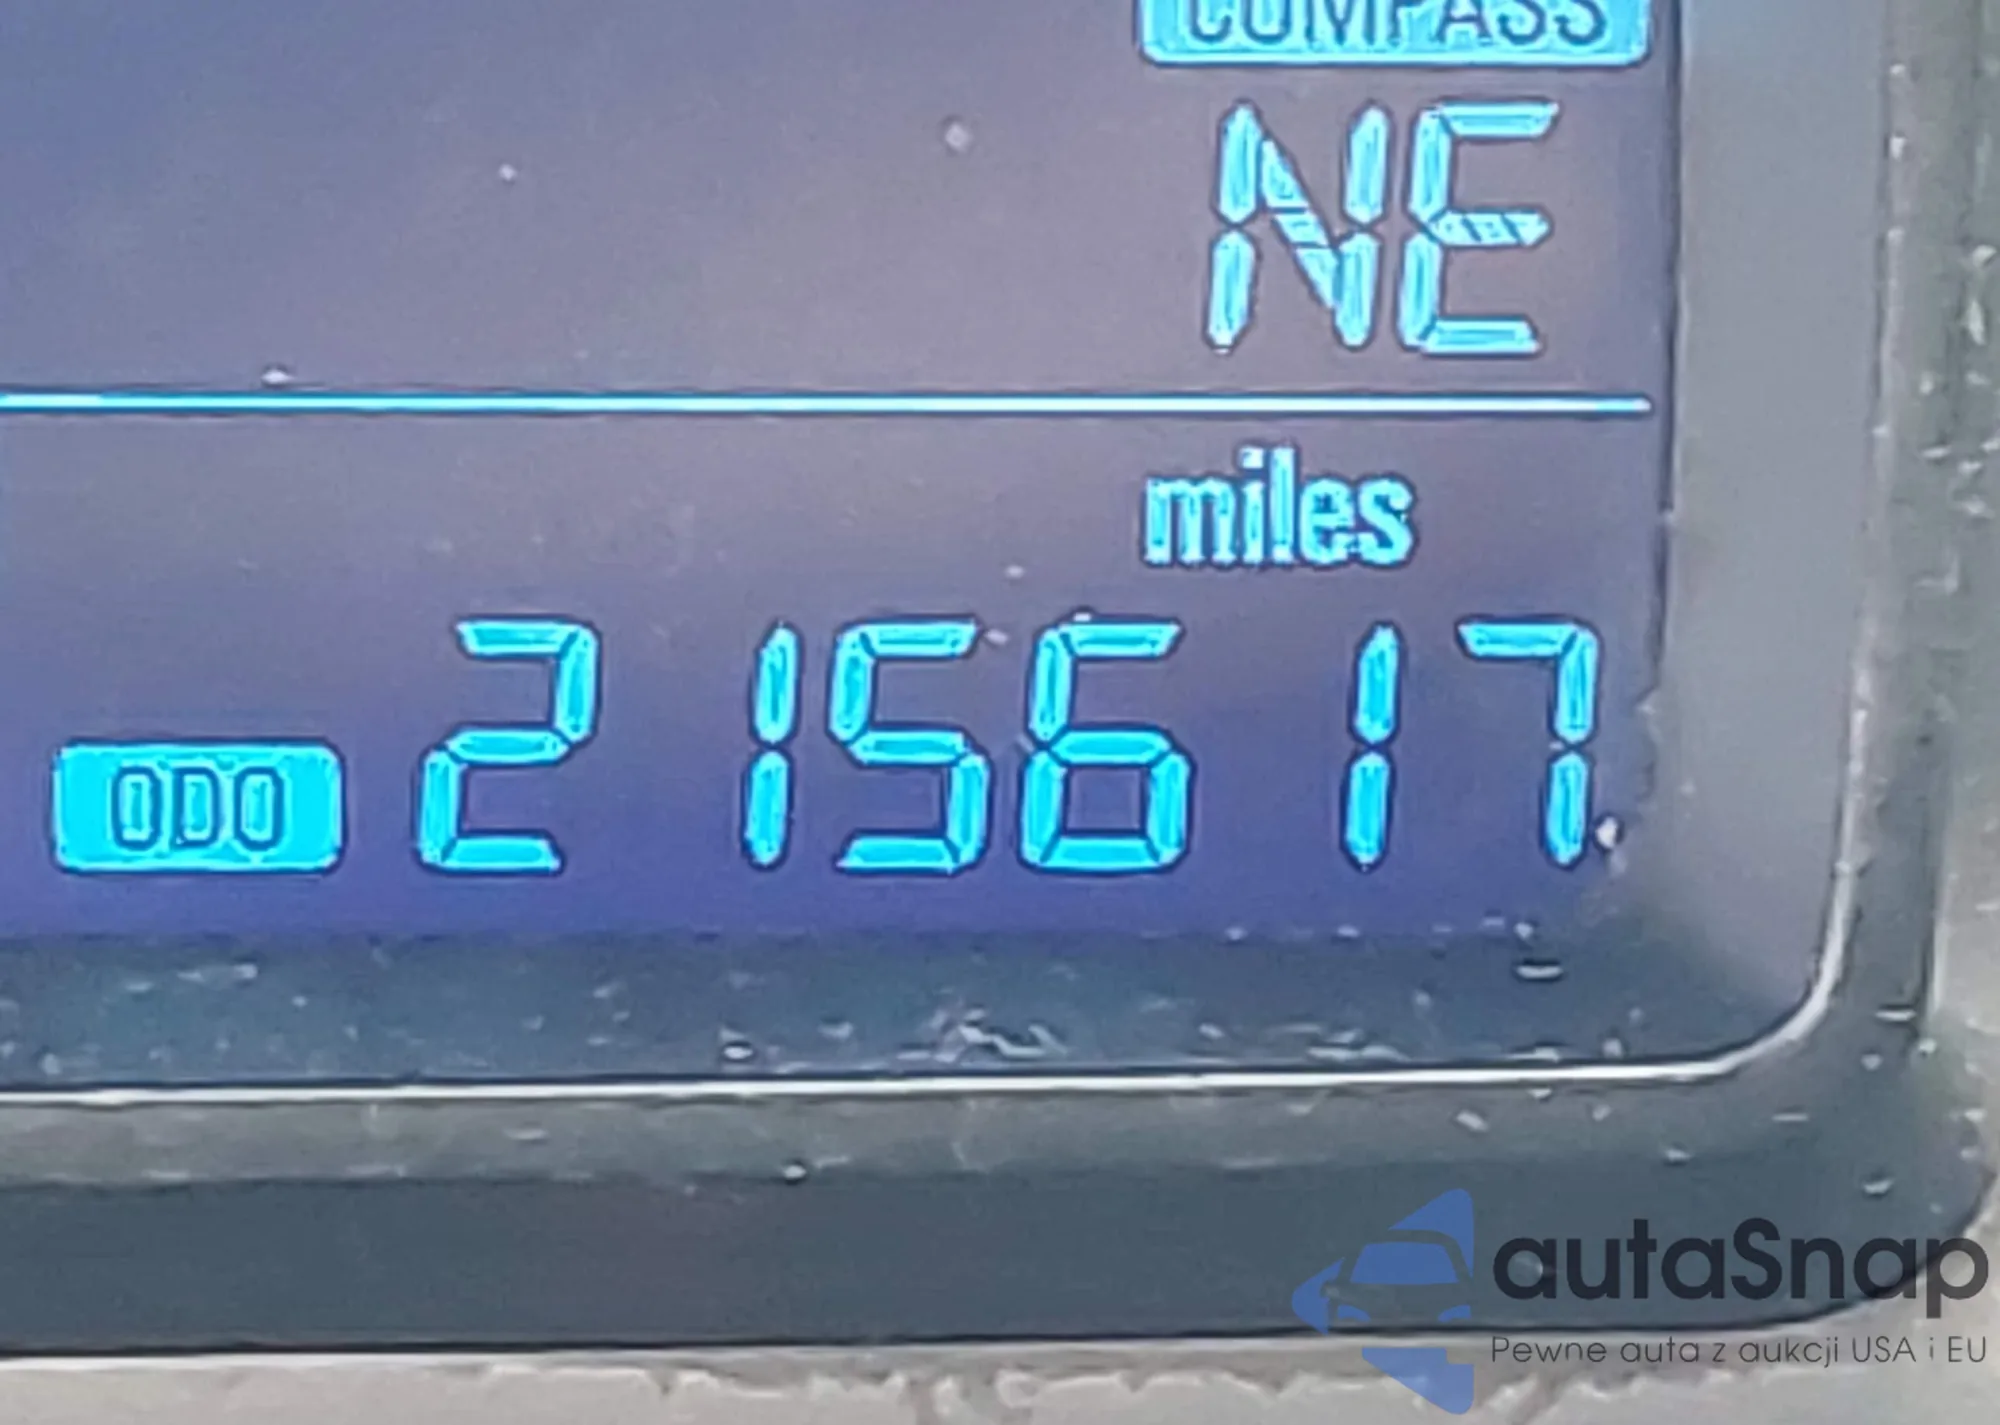 COMPASS
NE
miles
ODO 215617
autaSnap
Pewne auta z aukcji USA i EU